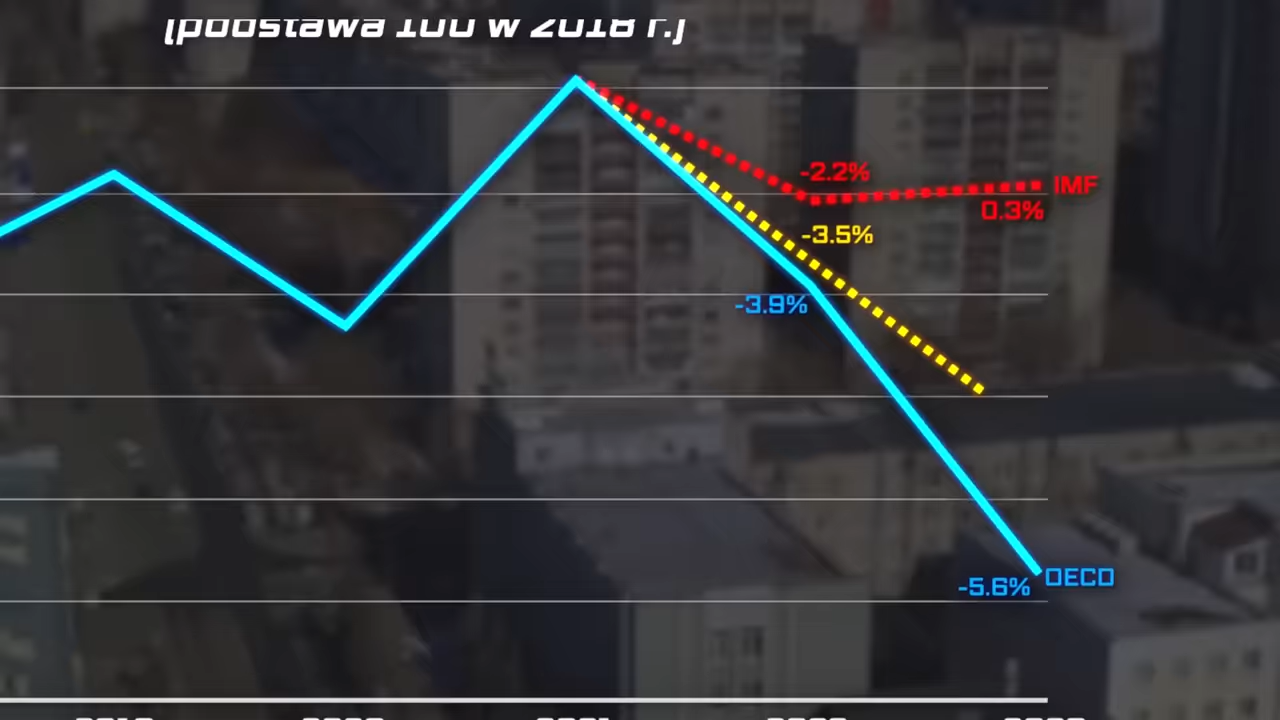 (podstawa 100 w 2018 r.)
-2.2%
IMF
0.3%
-3.5%
-3.9%
OECD
-5.6%